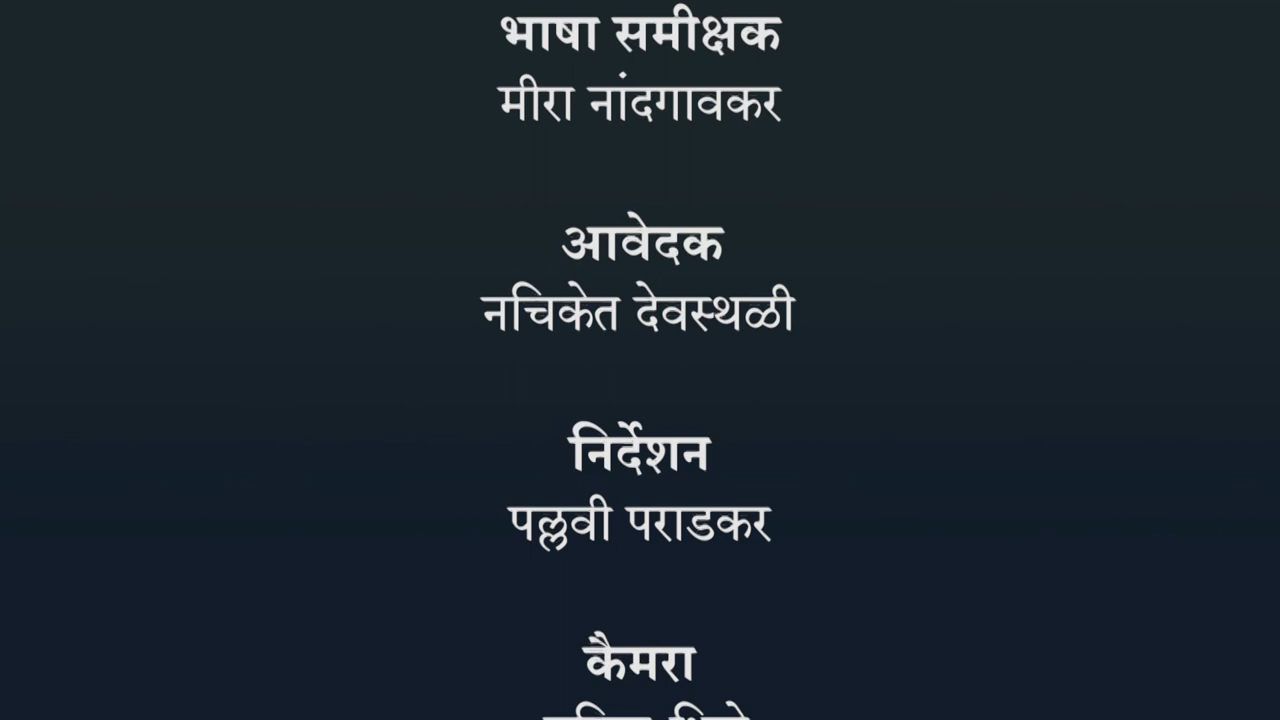 भाषा समीक्षक
मीरा नांदगावकर
आवेदक
नचिकेत देवस्थळी
निर्देशन
पल्लवी पराडकर
कैमरा